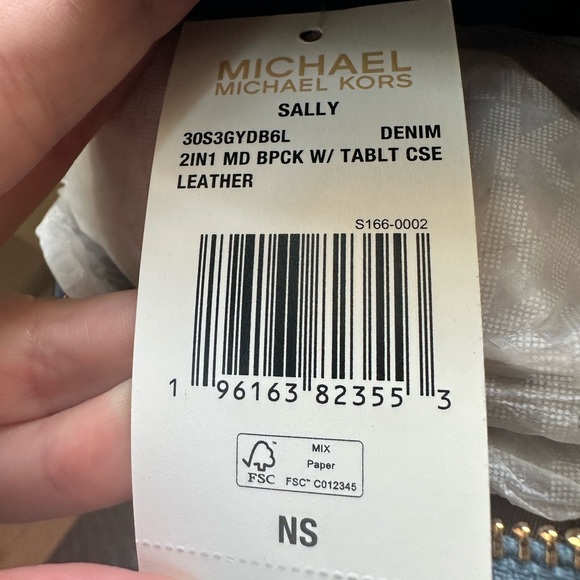 MICHAEL
MICHAEL KORS
SALLY
30S3GYDB6L DENIM
2IN1 MD BPCK W/ TABLT CSE
LEATHER
S166-0002
1 96163 82355 3
MIX
Paper
FSC FSC™ C012345
NS